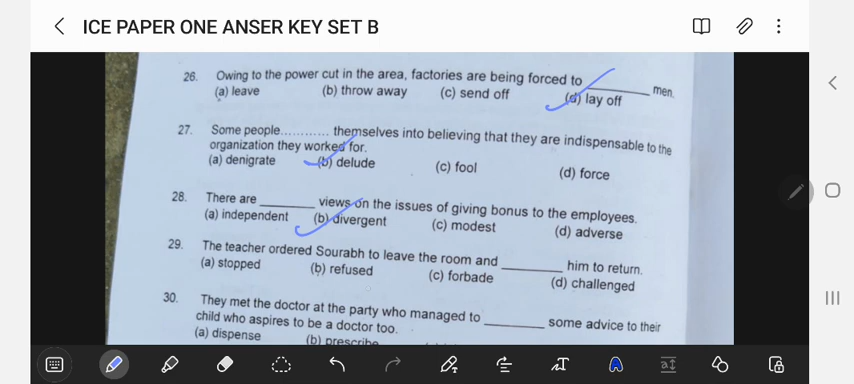 ICE PAPER ONE ANSER KEY SET B
26. Owing to the power cut in the area, factories are being forced to ________ men.
(a) leave (b) throw away (c) send off (d) lay off
27. Some people............ themselves into believing that they are indispensable to the
organization they worked for.
(a) denigrate (b) delude (c) fool (d) force
28. There are ________ views on the issues of giving bonus to the employees.
(a) independent (b) divergent (c) modest (d) adverse
29. The teacher ordered Sourabh to leave the room and ________ him to return.
(a) stopped (b) refused (c) forbade (d) challenged
30. They met the doctor at the party who managed to ________ some advice to their
child who aspires to be a doctor too.
(a) dispense (b) prescribe